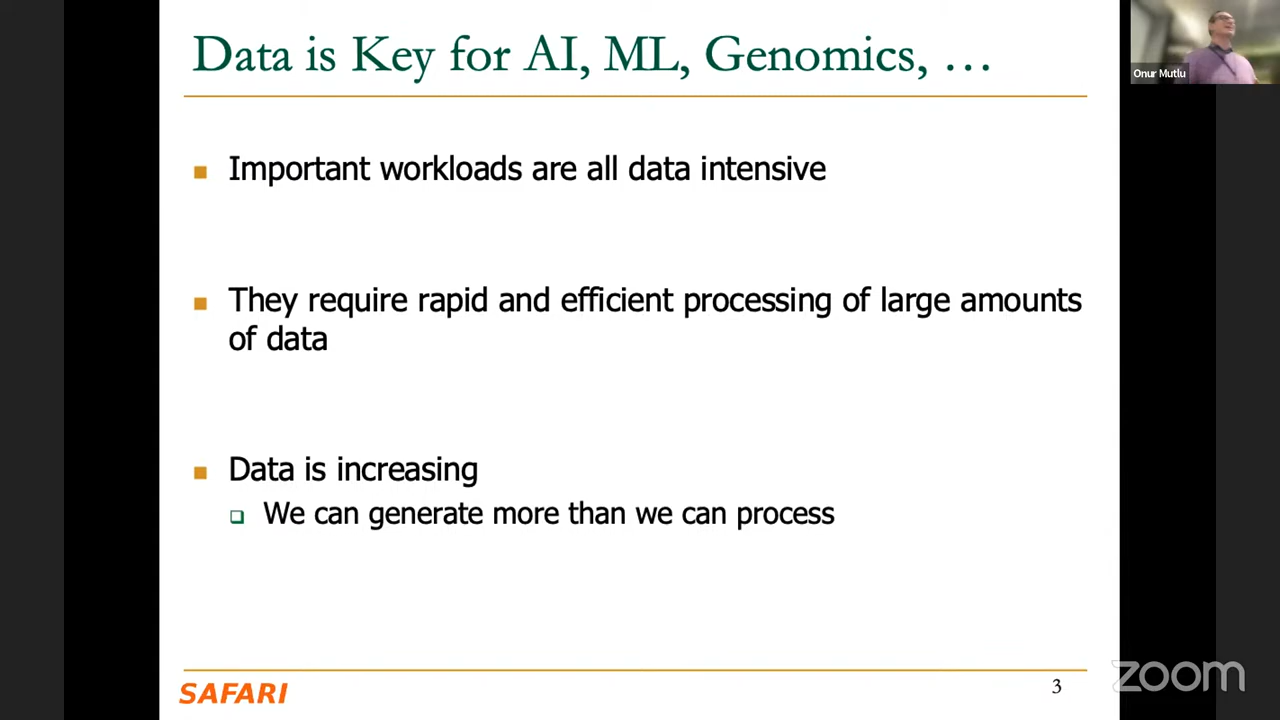 Data is Key for AI, ML, Genomics, …
Onur Mutlu
Important workloads are all data intensive
They require rapid and efficient processing of large amounts
of data
Data is increasing
We can generate more than we can process
SAFARI
3
zoom